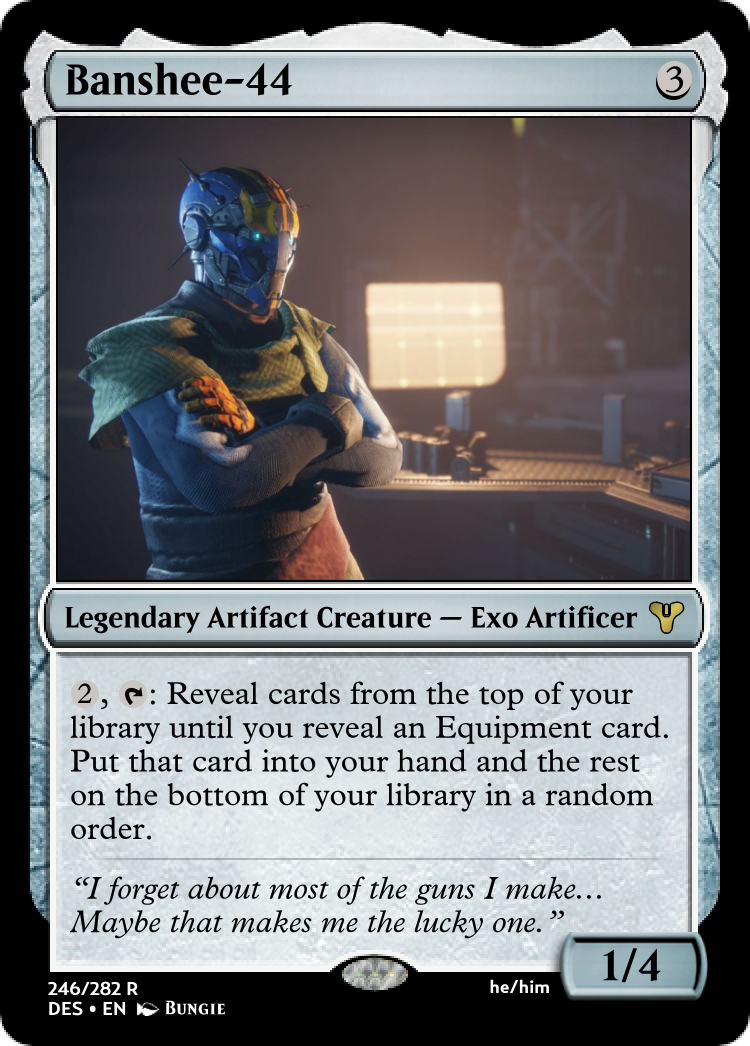 Banshee-44 3
Legendary Artifact Creature — Exo Artificer
2, : Reveal cards from the top of your
library until you reveal an Equipment card.
Put that card into your hand and the rest
on the bottom of your library in a random
order.
“I forget about most of the guns I make…
Maybe that makes me the lucky one.”
1/4
246/282 R he/him
DES • EN Bungie